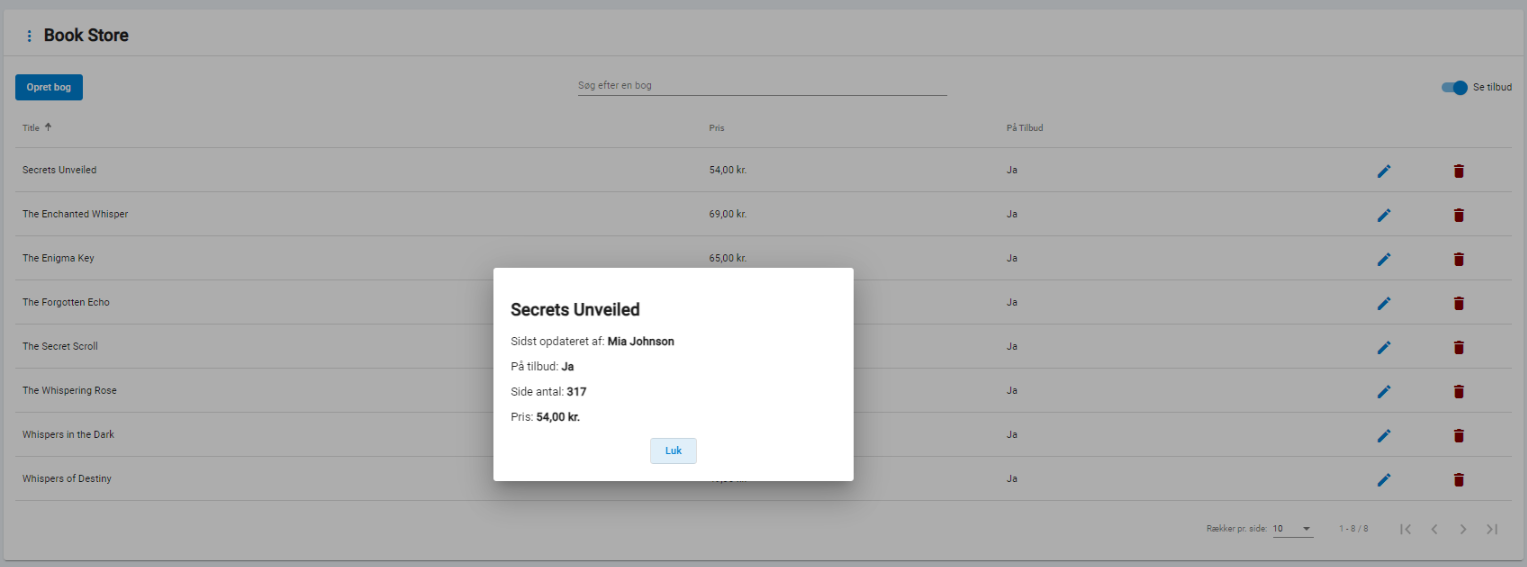 Book Store
Opret bog
Søg efter en bog
Se tilbud
Title Pris På Tilbud
Secrets Unveiled 54,00 kr. Ja
The Enchanted Whisper 69,00 kr. Ja
The Enigma Key 65,00 kr. Ja
The Forgotten Echo Ja
The Secret Scroll Ja
The Whispering Rose Ja
Whispers in the Dark Ja
Whispers of Destiny Ja
Secrets Unveiled
Sidst opdateret af: Mia Johnson
På tilbud: Ja
Side antal: 317
Pris: 54,00 kr.
Luk
Rækker pr. side: 10 1 - 8 / 8